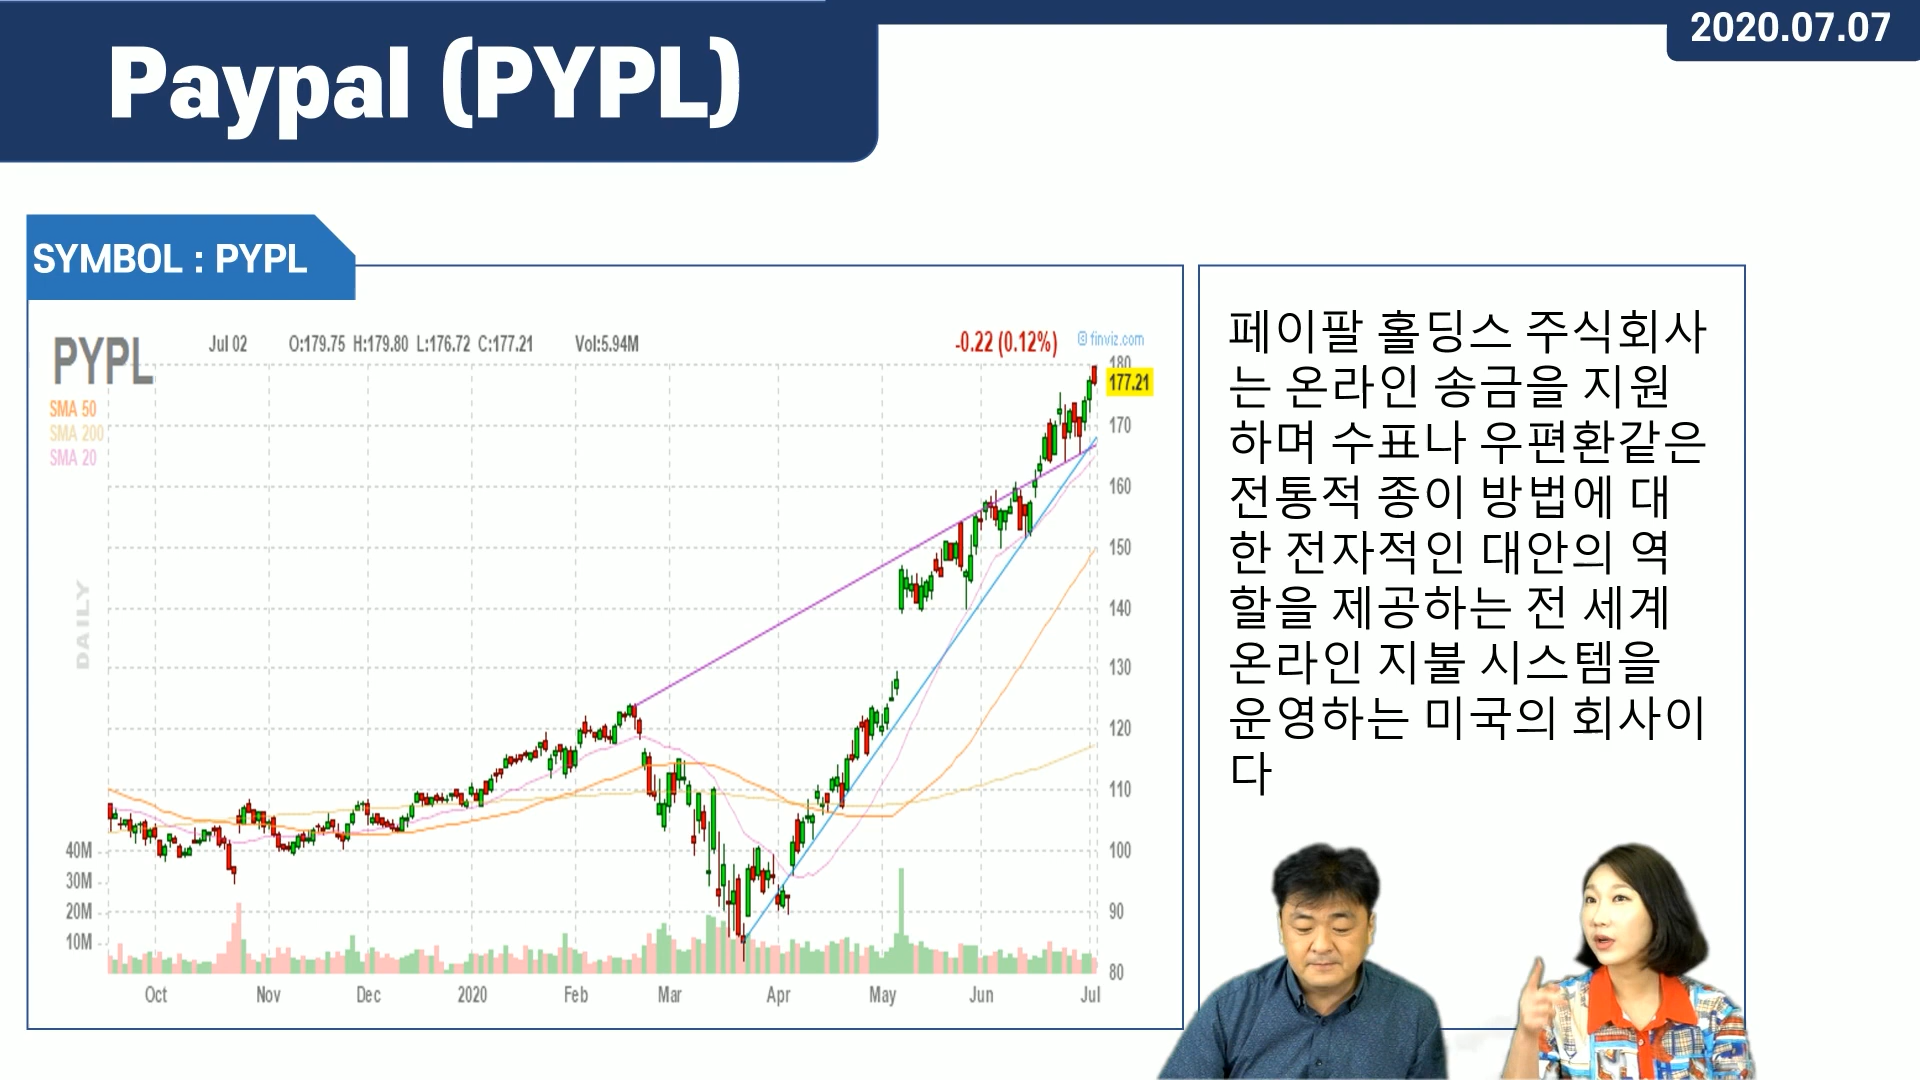 Paypal (PYPL)
2020.07.07
SYMBOL : PYPL
PYPL
Jul 02 O:179.75 H:179.80 L:176.72 C:177.21 Vol:5.94M
-0.22 (0.12%)
© finviz.com
SMA 50
SMA 200
SMA 20
DAILY
180
177.21
170
160
150
140
130
120
110
100
90
80
40M
30M
20M
10M
Oct Nov Dec 2020 Feb Mar Apr May Jun Jul
페이팔 홀딩스 주식회사
는 온라인 송금을 지원
하며 수표나 우편환같은
전통적 종이 방법에 대
한 전자적인 대안의 역
할을 제공하는 전 세계
온라인 지불 시스템을
운영하는 미국의 회사이
다